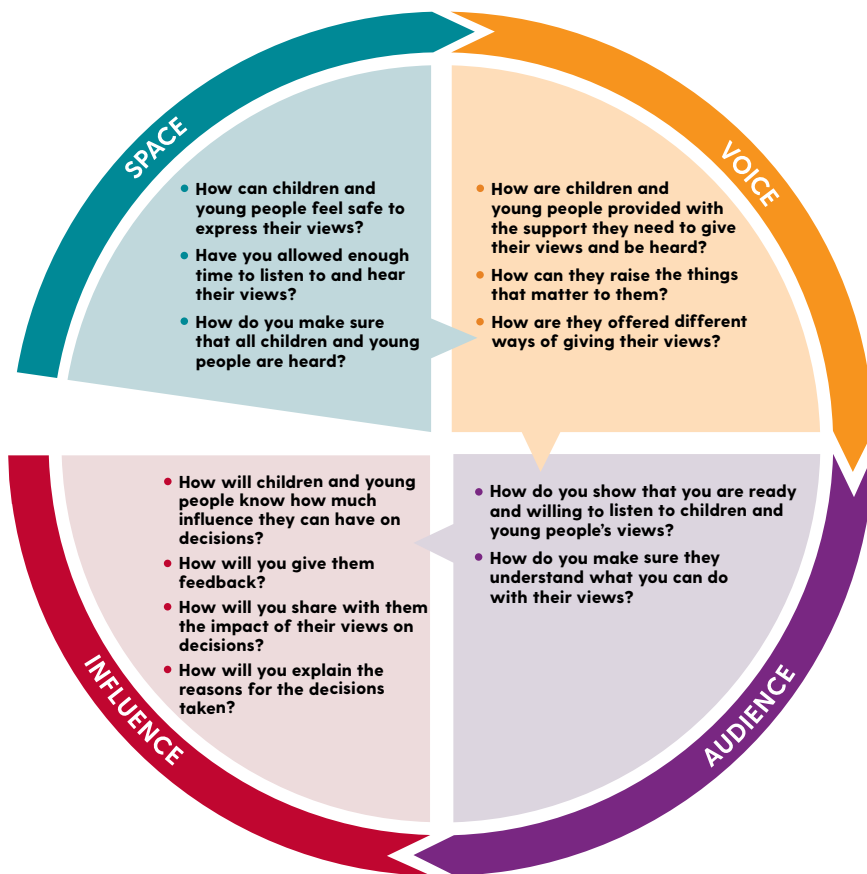 SPACE
• How can children and
young people feel safe to
express their views?
• Have you allowed enough
time to listen to and hear
their views?
• How do you make sure
that all children and young
people are heard?
VOICE
• How are children and
young people provided with
the support they need to give
their views and be heard?
• How can they raise the things
that matter to them?
• How are they offered different
ways of giving their views?
AUDIENCE
• How do you show that you are ready
and willing to listen to children and
young people's views?
• How do you make sure they
understand what you can do
with their views?
INFLUENCE
• How will children and young
people know how much
influence they can have on
decisions?
• How will you give them
feedback?
• How will you share with them
the impact of their views on
decisions?
• How will you explain the
reasons for the decisions
taken?